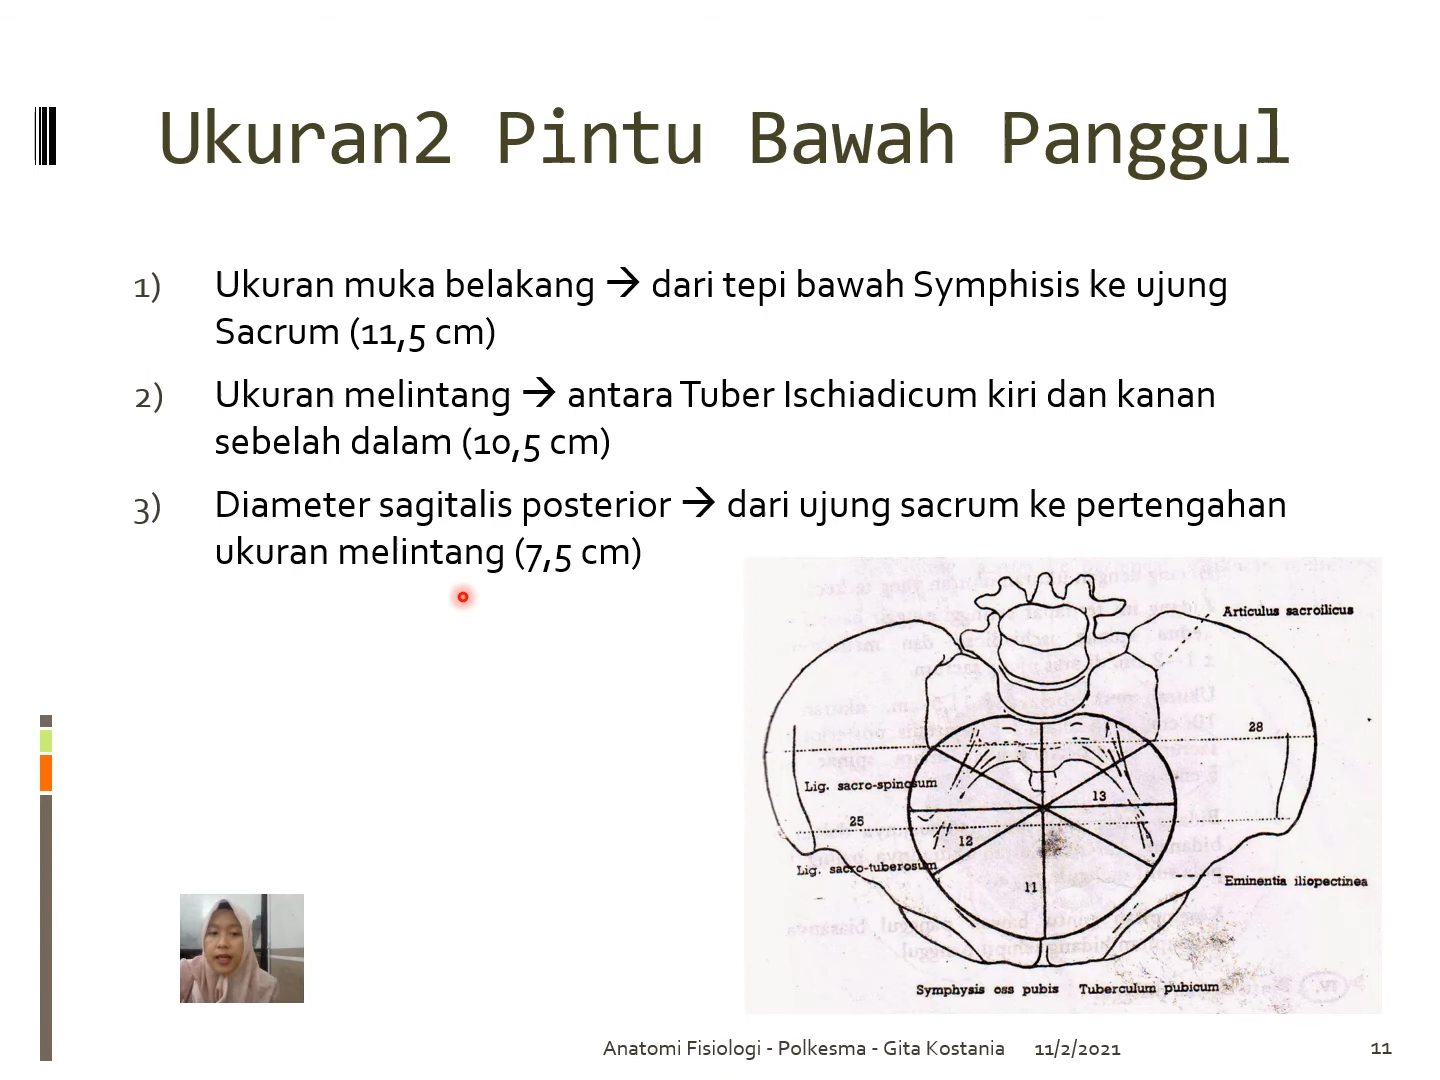 Ukuran2 Pintu Bawah Panggul
1) Ukuran muka belakang → dari tepi bawah Symphisis ke ujung
Sacrum (11,5 cm)
2) Ukuran melintang → antara Tuber Ischiadicum kiri dan kanan
sebelah dalam (10,5 cm)
3) Diameter sagitalis posterior → dari ujung sacrum ke pertengahan
ukuran melintang (7,5 cm)
Articulus sacroilicus
28
Lig. sacro-spinosum
13
25
12
Lig. sacro-tuberosum
11
Eminentia iliopectinea
Symphysis oss pubis Tuberculum pubicum
Anatomi Fisiologi - Polkesma - Gita Kostania 11/2/2021 11